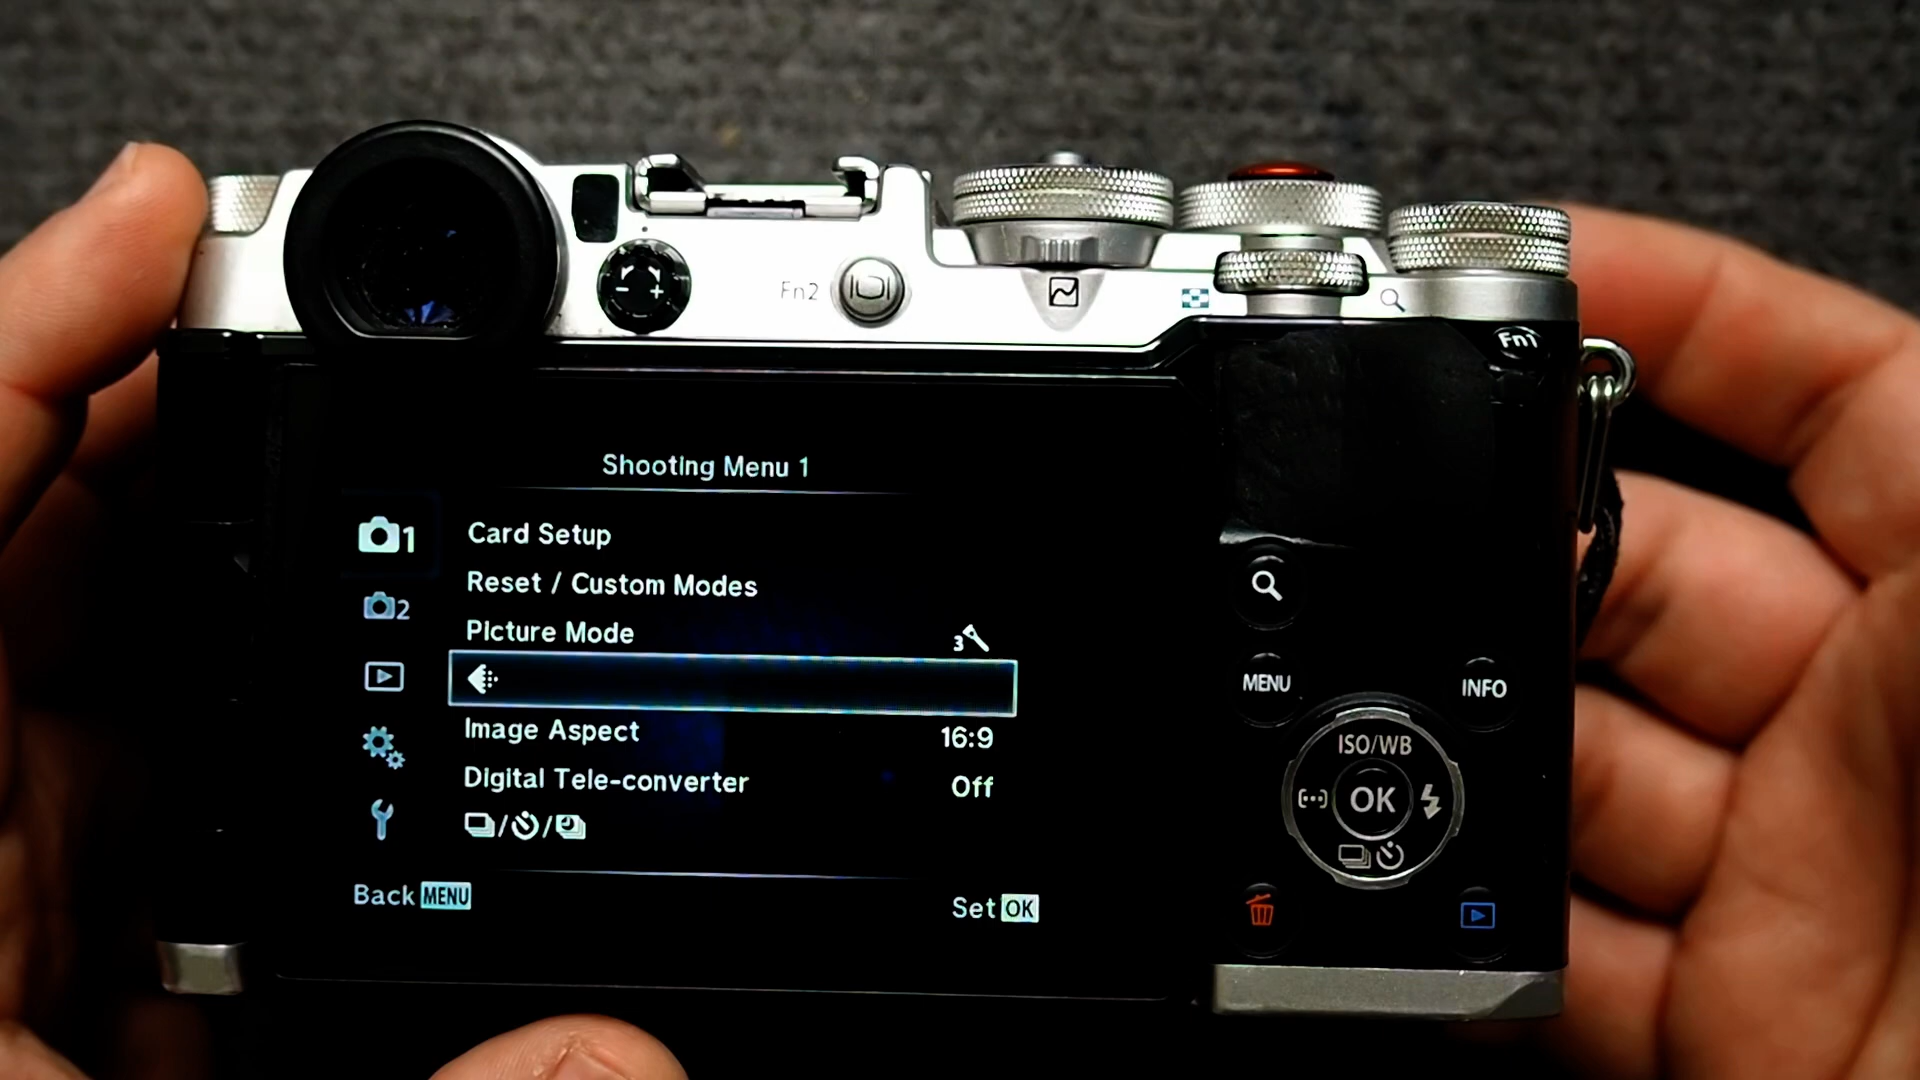 Fn2
Fn1
Shooting Menu 1
1
Card Setup
2
Reset / Custom Modes
Picture Mode
3
Image Aspect 16:9
Digital Tele-converter Off
/ /
Back MENU
Set OK
MENU
INFO
ISO/WB
OK